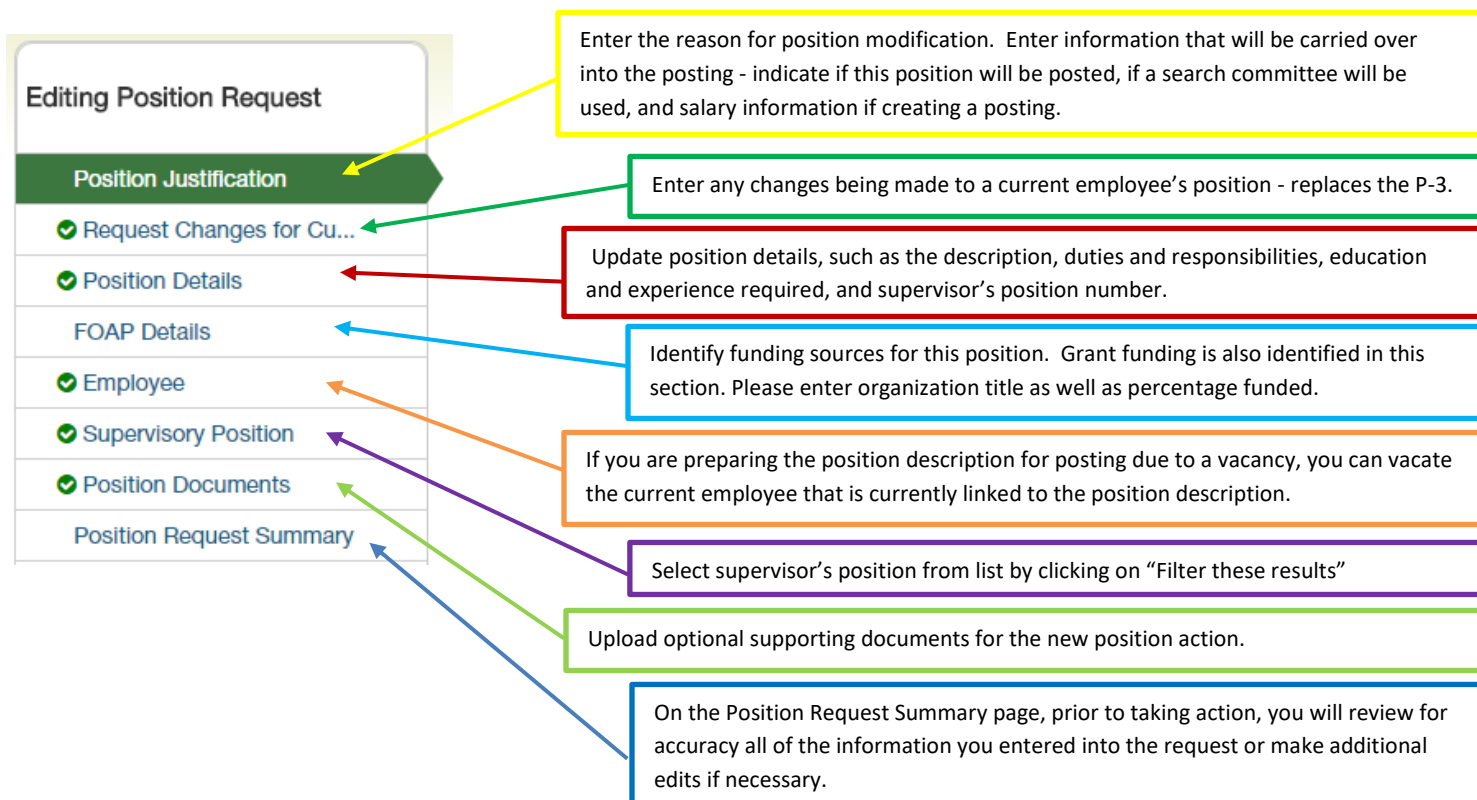 Editing Position Request
Position Justification
Request Changes for Cu...
Position Details
FOAP Details
Employee
Supervisory Position
Position Documents
Position Request Summary
Enter the reason for position modification.  Enter information that will be carried over
into the posting - indicate if this position will be posted, if a search committee will be
used, and salary information if creating a posting.
Enter any changes being made to a current employee’s position - replaces the P-3.
Update position details, such as the description, duties and responsibilities, education
and experience required, and supervisor’s position number.
Identify funding sources for this position.  Grant funding is also identified in this
section. Please enter organization title as well as percentage funded.
If you are preparing the position description for posting due to a vacancy, you can vacate
the current employee that is currently linked to the position description.
Select supervisor’s position from list by clicking on “Filter these results”
Upload optional supporting documents for the new position action.
On the Position Request Summary page, prior to taking action, you will review for
accuracy all of the information you entered into the request or make additional
edits if necessary.